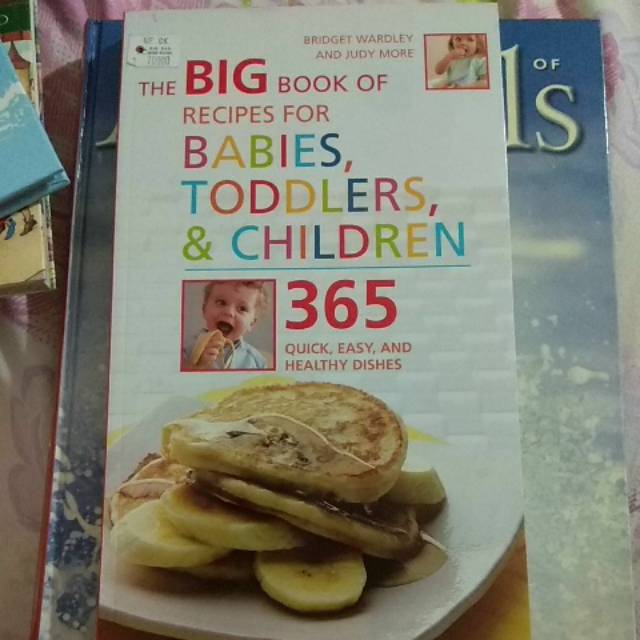 BRIDGET WARDLEY
AND JUDY MORE
THE BIG BOOK OF
RECIPES FOR
BABIES,
TODDLERS,
& CHILDREN
365
QUICK, EASY, AND
HEALTHY DISHES
OF